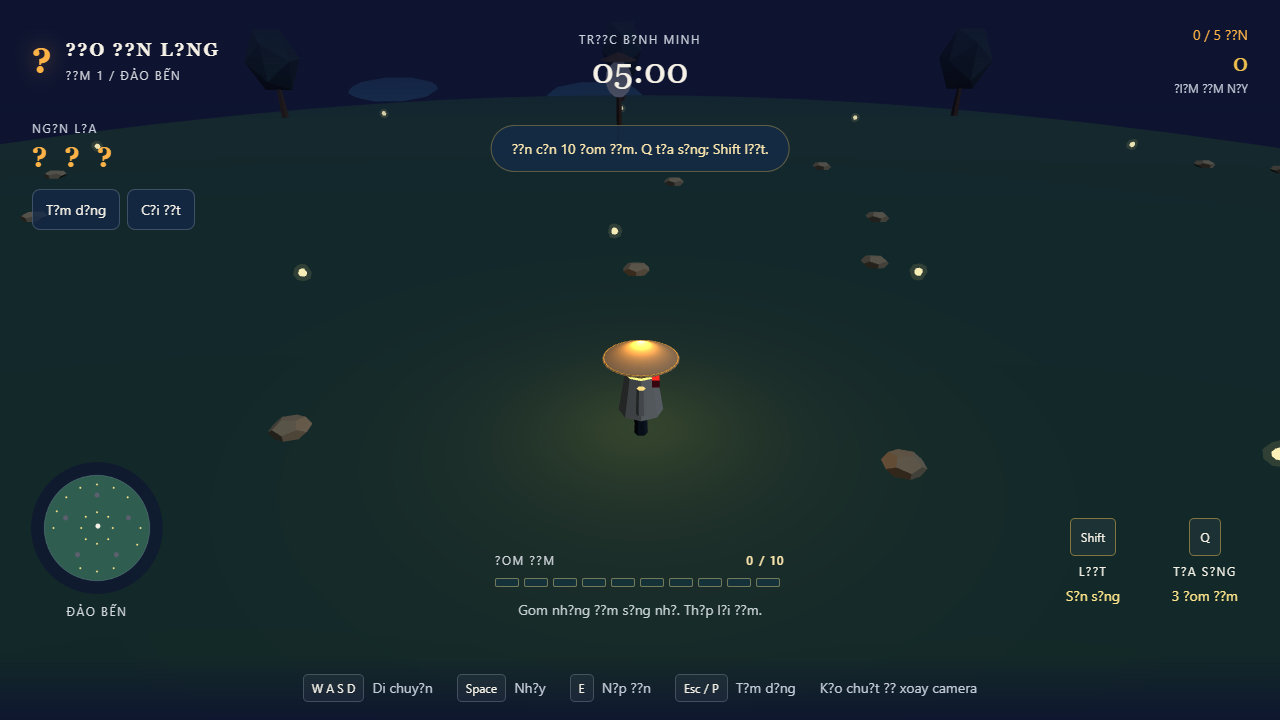 ?
??O ??N L?NG
??M 1 / ĐẢO BẾN
TR??C B?NH MINH
05:00
0 / 5 ??N
0
?I?M ??M N?Y
NG?N L?A
? ? ?
T?m d?ng
C?i ??t
??n c?n 10 ?om ??m. Q t?a s?ng; Shift l??t.
ĐẢO BẾN
?OM ??M
0 / 10
Gom nh?ng ??m s?ng nh?. Th?p l?i ??m.
Shift
L??T
S?n s?ng
Q
T?A S?NG
3 ?om ??m
W A S D Di chuy?n
Space Nh?y
E N?p ??n
Esc / P T?m d?ng
K?o chu?t ?? xoay camera